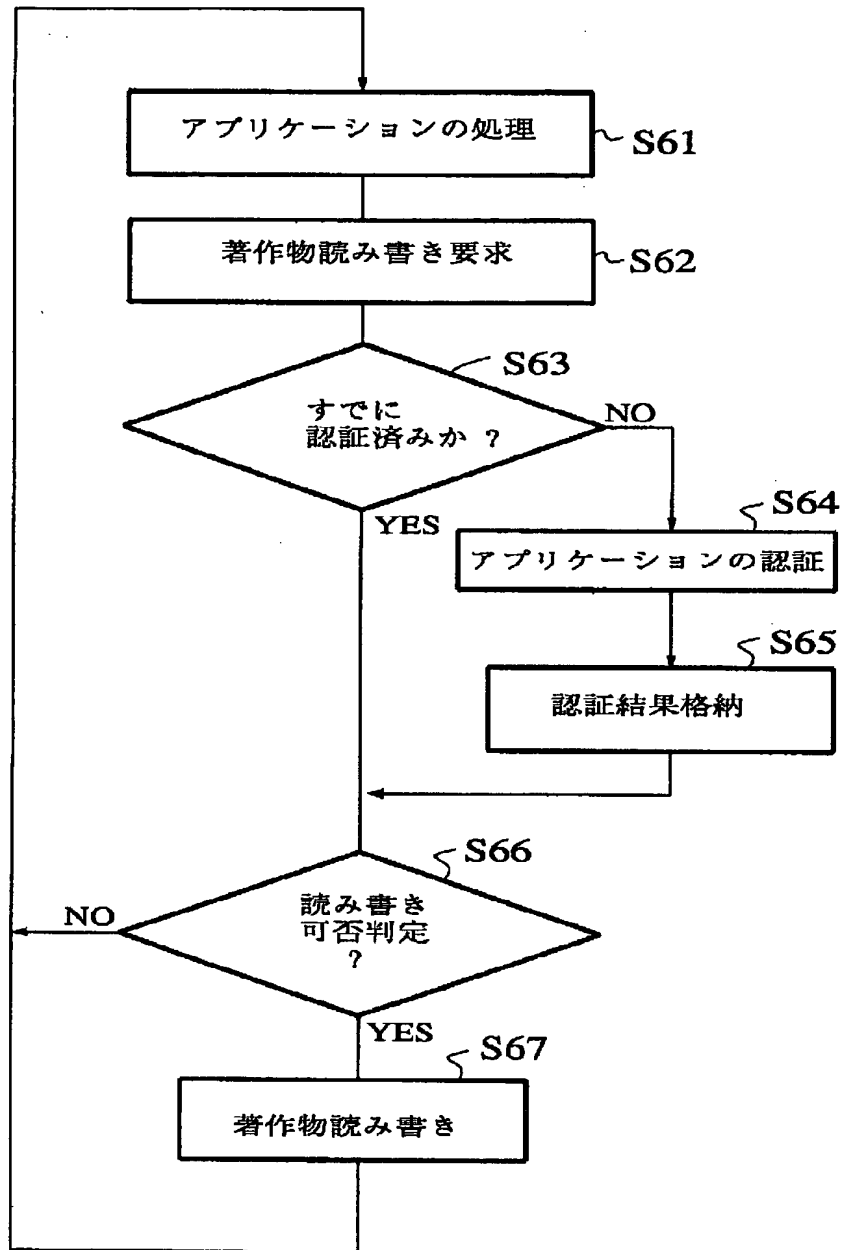 アプリケーションの処理
S61
著作物読み書き要求
S62
S63
すでに
認証済みか ?
NO
YES
S64
アプリケーションの認証
S65
認証結果格納
S66
読み書き
可否判定
?
NO
YES
S67
著作物読み書き